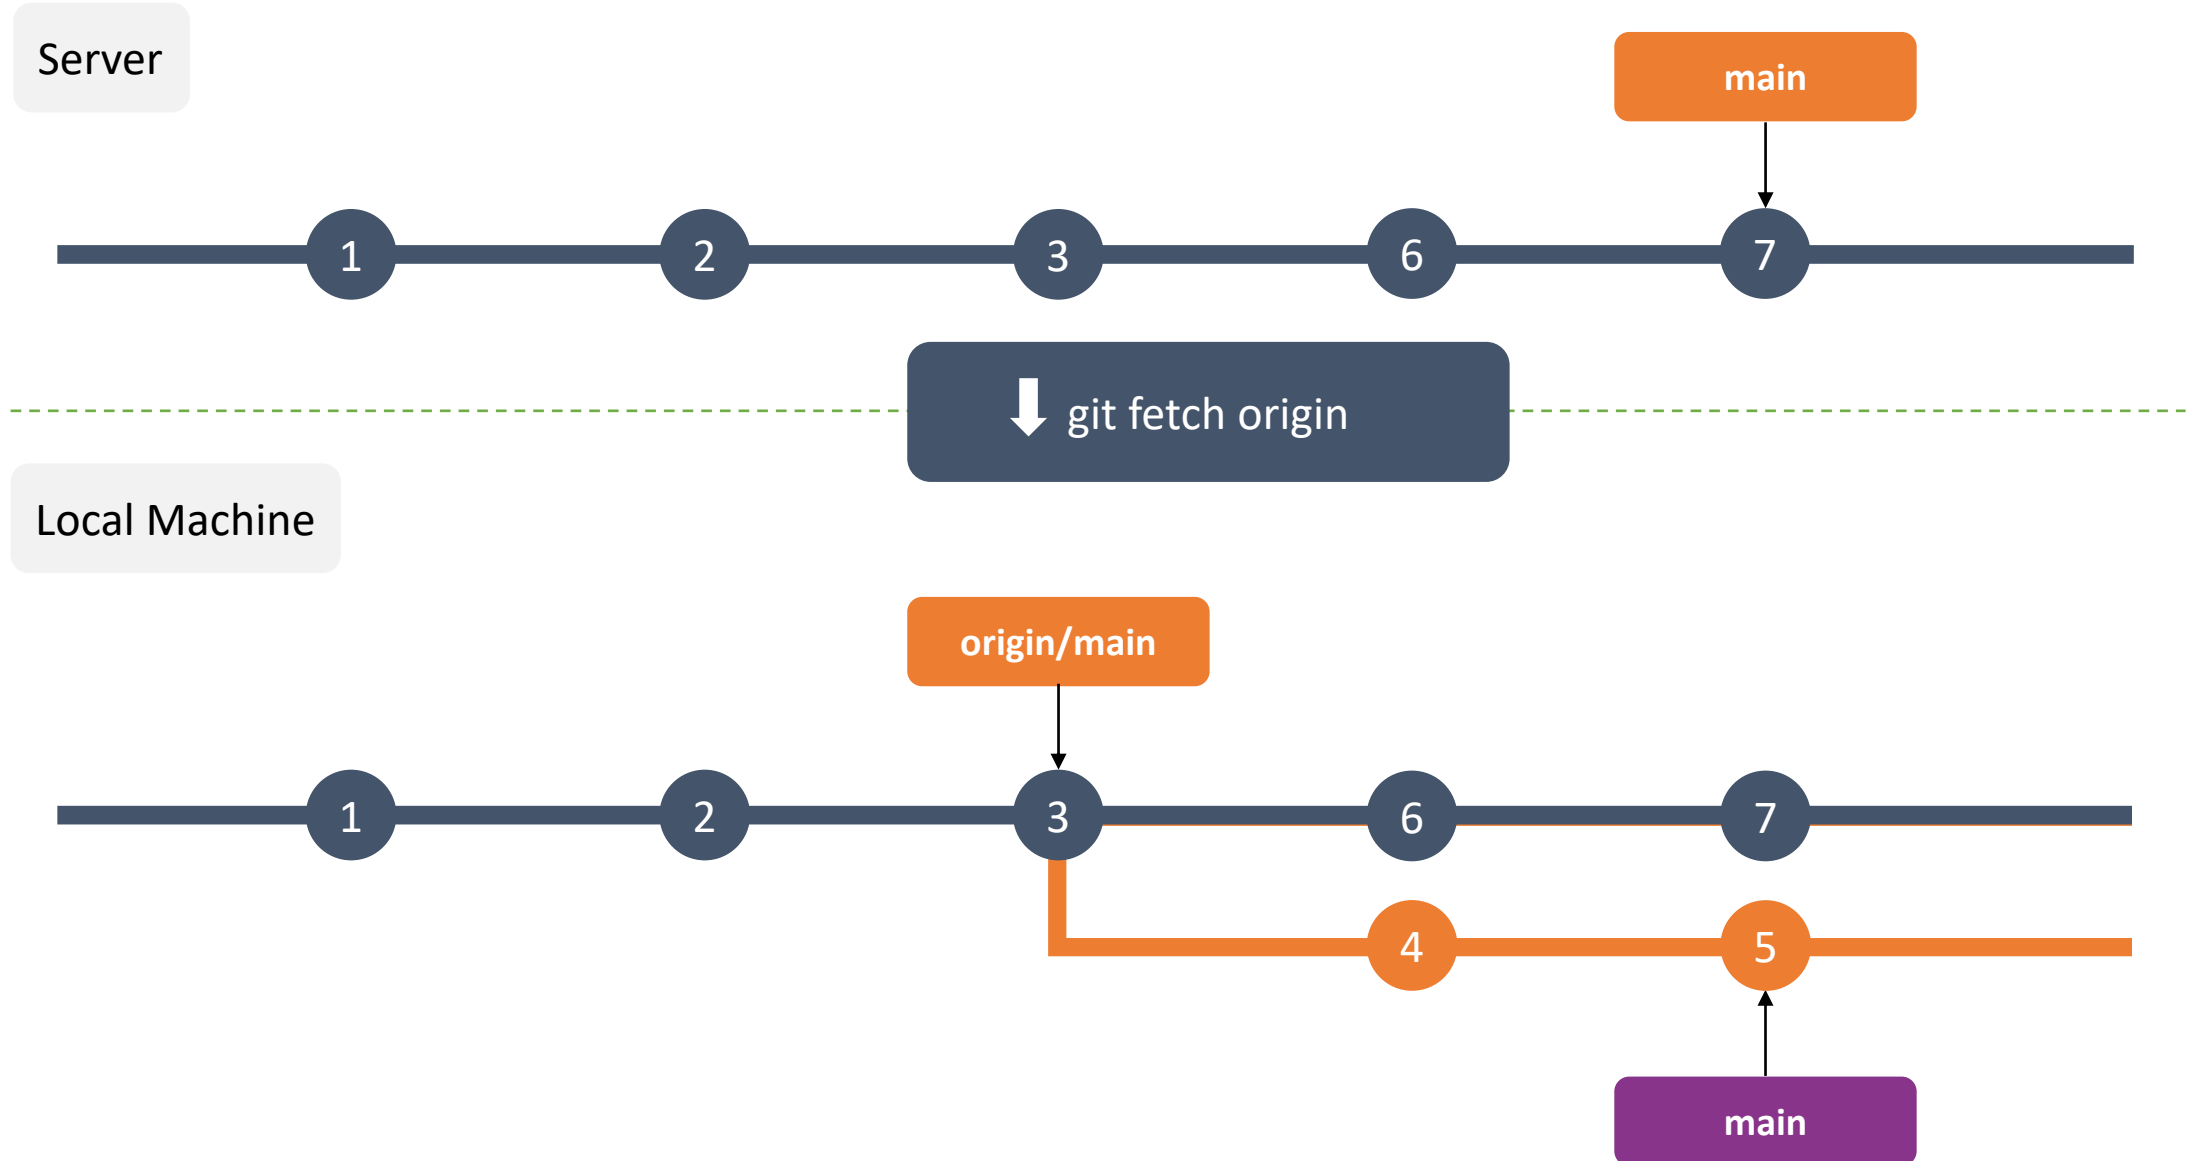 Server
main
1 2 3 6 7
git fetch origin
Local Machine
origin/main
1 2 3 6 7
4 5
main